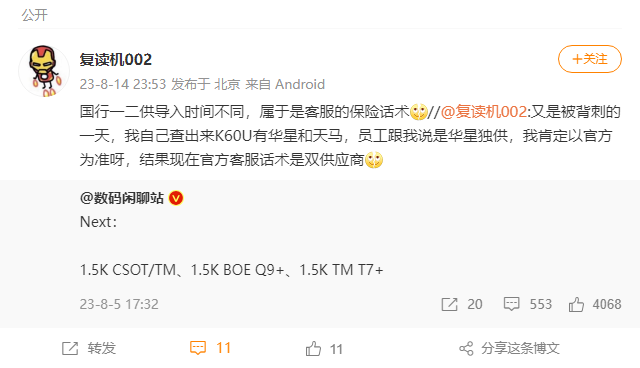 公开
复读机002
+关注
23-8-14 23:53 发布于 北京 来自 Android
国行一二供导入时间不同，属于是客服的保险话术//@复读机002:又是被背刺的
一天，我自己查出来K60U有华星和天马，员工跟我说是华星独供，我肯定以官方
为准呀，结果现在官方客服话术是双供应商
@数码闲聊站
Next：
1.5K CSOT/TM、1.5K BOE Q9+、1.5K TM T7+
23-8-5 17:32 20 553 4068
转发 11 11 分享这条博文